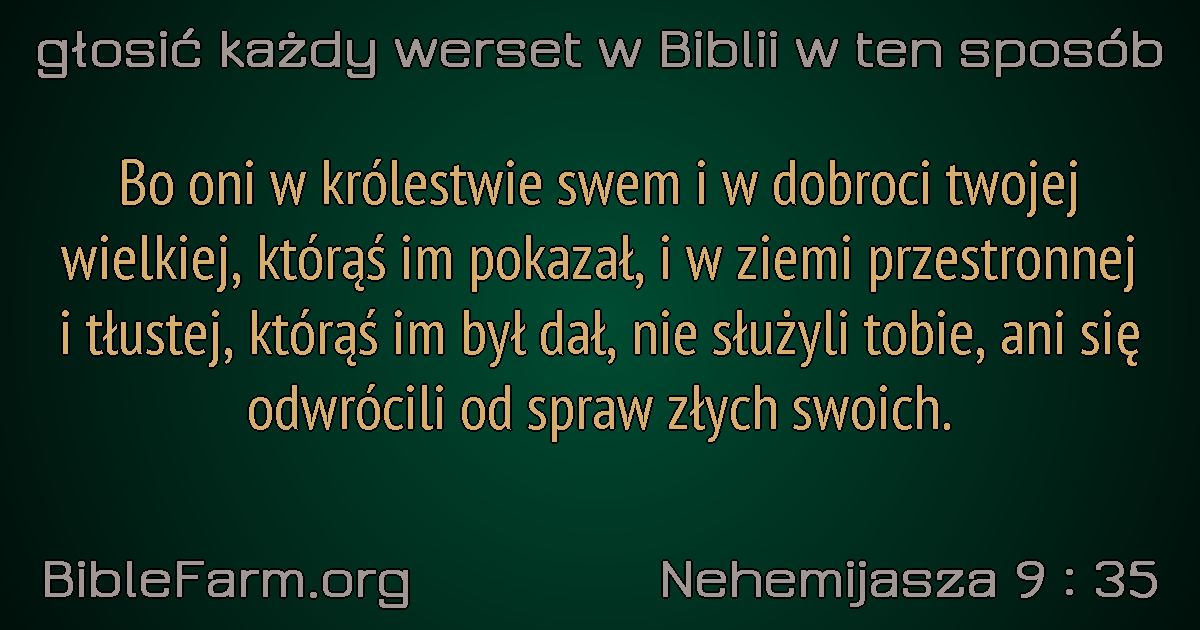 głosić każdy werset w Biblii w ten sposób
Bo oni w królestwie swem i w dobroci twojej
wielkiej, którąś im pokazał, i w ziemi przestronnej
i tłustej, którąś im był dał, nie służyli tobie, ani się
odwrócili od spraw złych swoich.
BibleFarm.org
Nehemijasza 9 : 35